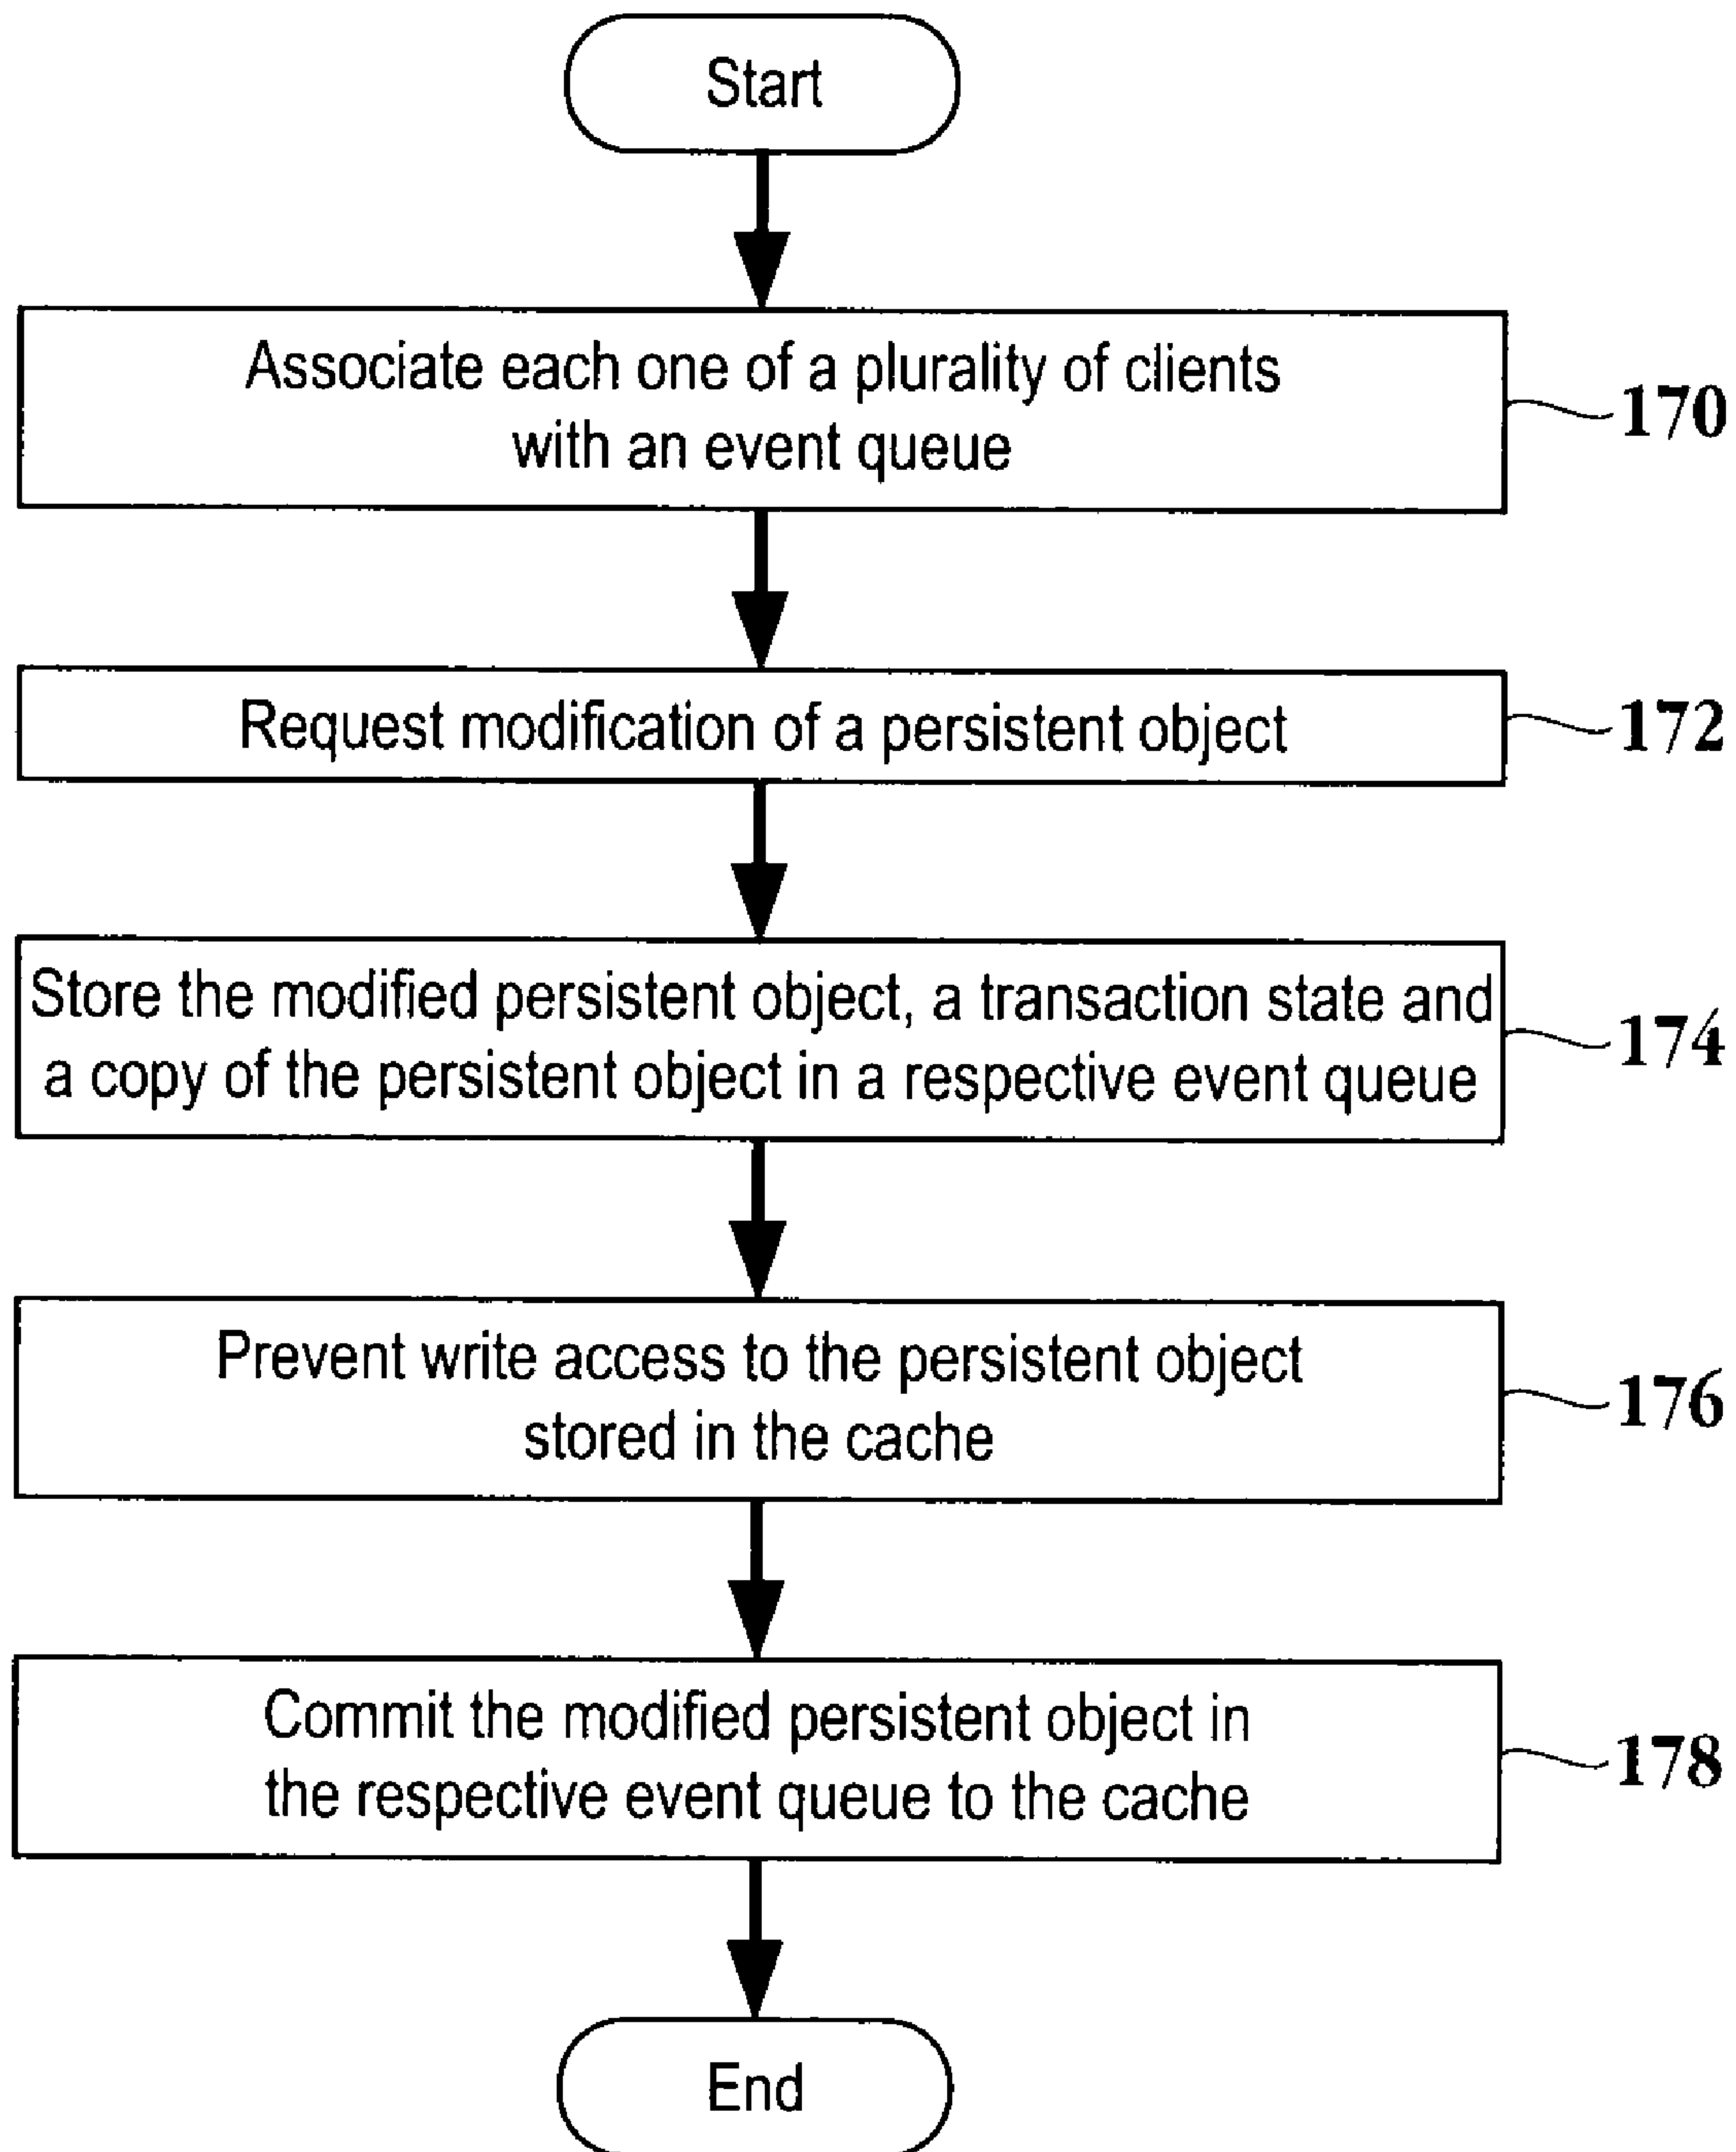 Start
Associate each one of a plurality of clients
with an event queue
170
Request modification of a persistent object
172
Store the modified persistent object, a transaction state and
a copy of the persistent object in a respective event queue
174
Prevent write access to the persistent object
stored in the cache
176
Commit the modified persistent object in
the respective event queue to the cache
178
End